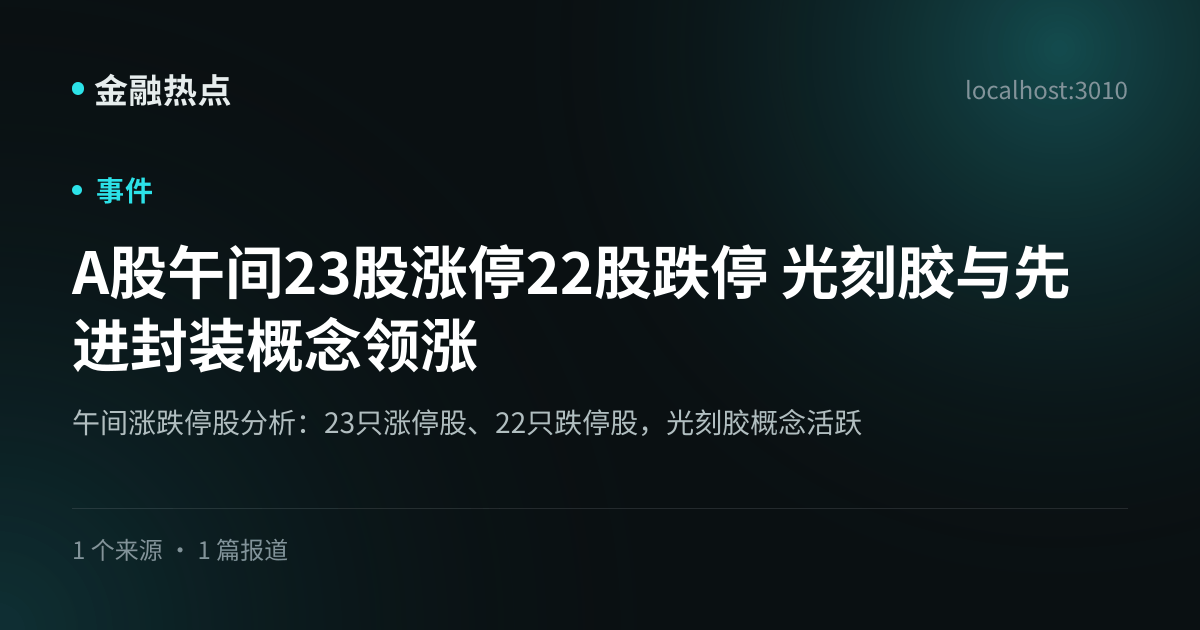 金融热点
localhost:3010
事件
A股午间23股涨停22股跌停 光刻胶与先
进封装概念领涨
午间涨跌停股分析：23只涨停股、22只跌停股，光刻胶概念活跃
1 个来源 · 1 篇报道